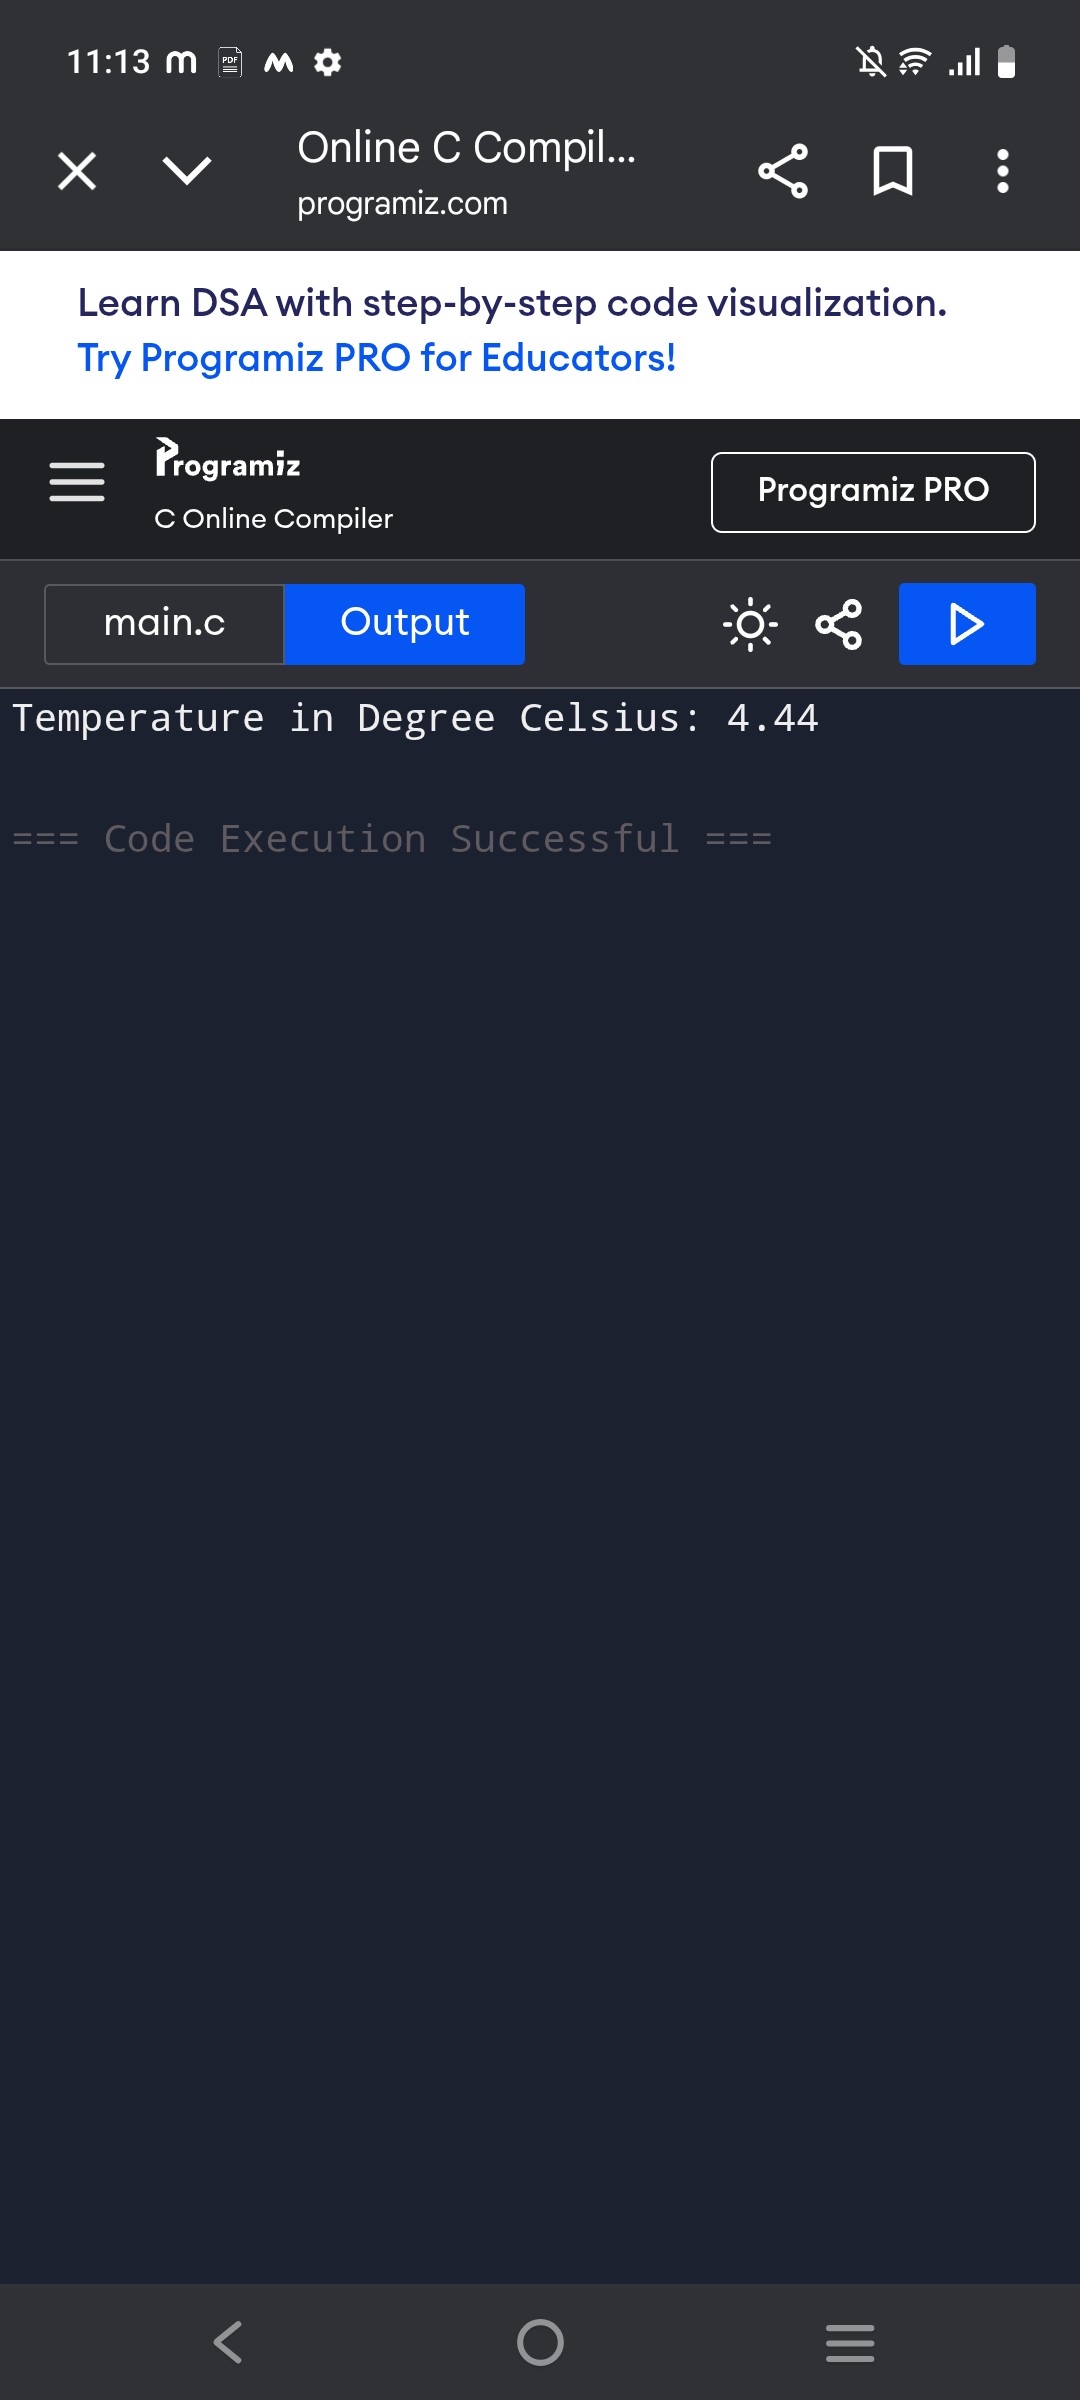 11:13
Online C Compil...
programiz.com
Learn DSA with step-by-step code visualization.
Try Programiz PRO for Educators!
Programiz
C Online Compiler
Programiz PRO
main.c
Output
Temperature in Degree Celsius: 4.44
=== Code Execution Successful ===